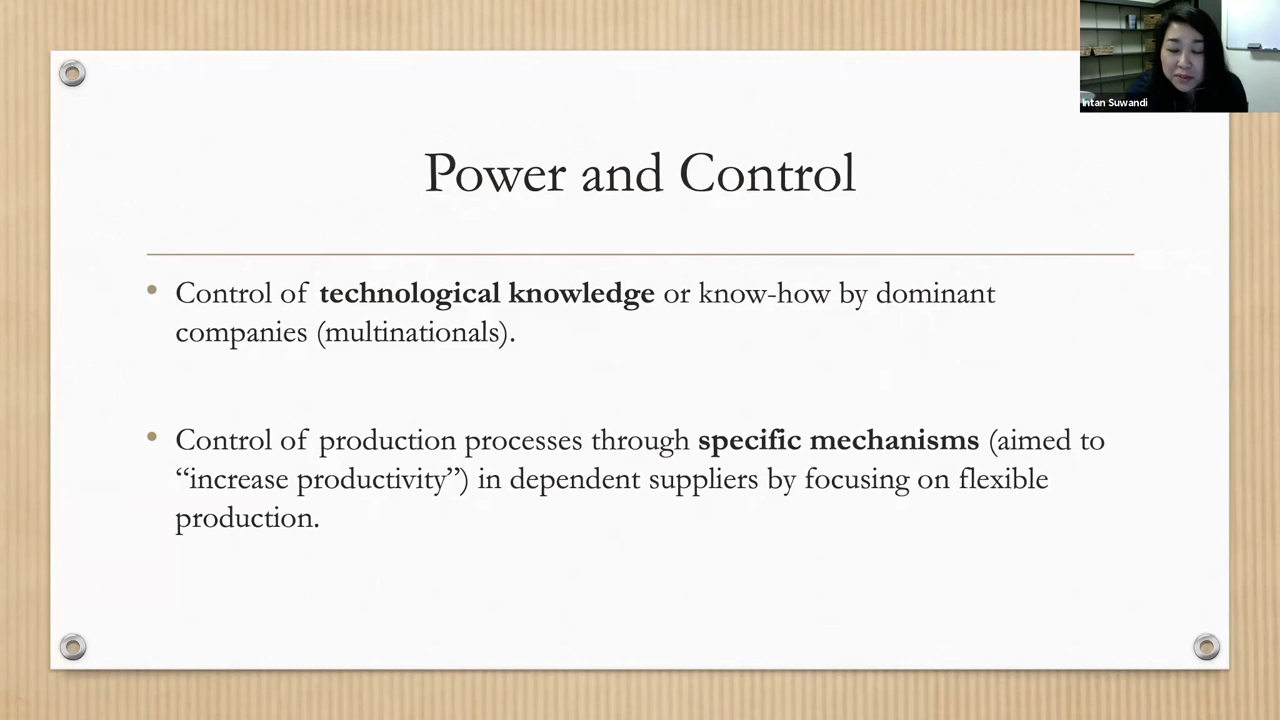 Intan Suwandi
Power and Control
• Control of technological knowledge or know-how by dominant
companies (multinationals).
• Control of production processes through specific mechanisms (aimed to
“increase productivity”) in dependent suppliers by focusing on flexible
production.